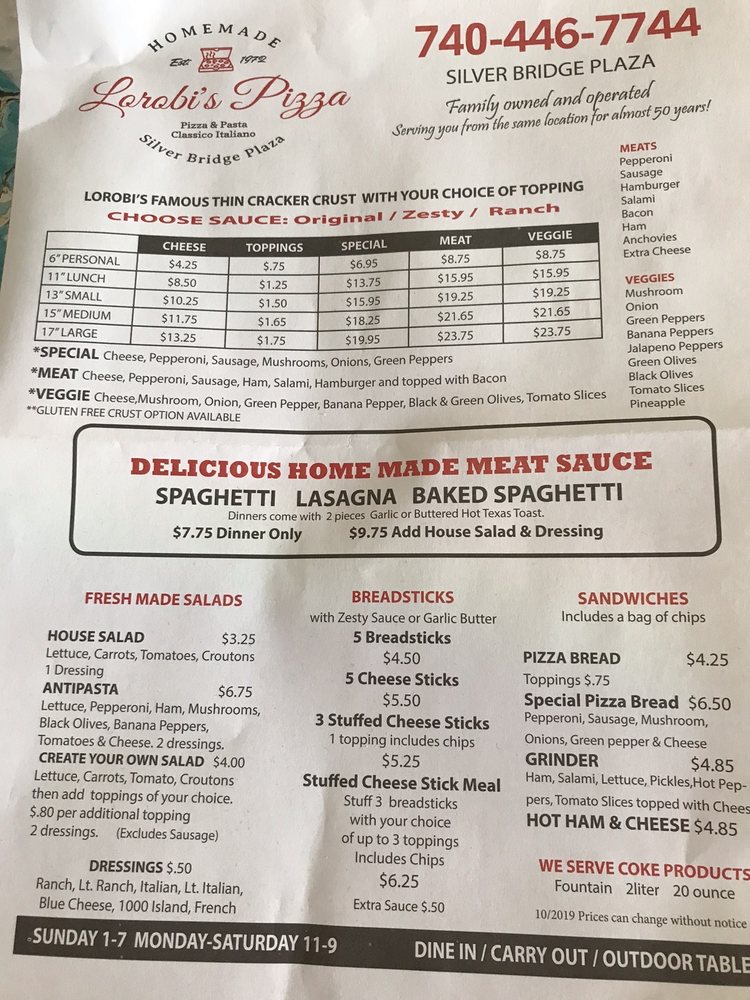 HOMEMADE
Est: 1972
Lorobi's Pizza
Pizza & Pasta
Classico Italiano
Silver Bridge Plaza
740-446-7744
SILVER BRIDGE PLAZA
Family owned and operated
Serving you from the same location for almost 50 years!
LOROBI'S FAMOUS THIN CRACKER CRUST WITH YOUR CHOICE OF TOPPING
CHOOSE SAUCE: Original / Zesty / Ranch
CHEESE TOPPINGS SPECIAL MEAT VEGGIE
6" PERSONAL $4.25 $.75 $6.95 $8.75 $8.75
11" LUNCH $8.50 $1.25 $13.75 $15.95 $15.95
13" SMALL $10.25 $1.50 $15.95 $19.25 $19.25
15" MEDIUM $11.75 $1.65 $18.25 $21.65 $21.65
17" LARGE $13.25 $1.75 $19.95 $23.75 $23.75
*SPECIAL Cheese, Pepperoni, Sausage, Mushrooms, Onions, Green Peppers
*MEAT Cheese, Pepperoni, Sausage, Ham, Salami, Hamburger and topped with Bacon
*VEGGIE Cheese,Mushroom, Onion, Green Pepper, Banana Pepper, Black & Green Olives, Tomato Slices
**GLUTEN FREE CRUST OPTION AVAILABLE
MEATS
Pepperoni
Sausage
Hamburger
Salami
Bacon
Ham
Anchovies
Extra Cheese
VEGGIES
Mushroom
Onion
Green Peppers
Banana Peppers
Jalapeno Peppers
Green Olives
Black Olives
Tomato Slices
Pineapple
DELICIOUS HOME MADE MEAT SAUCE
SPAGHETTI LASAGNA BAKED SPAGHETTI
Dinners come with 2 pieces Garlic or Buttered Hot Texas Toast.
$7.75 Dinner Only $9.75 Add House Salad & Dressing
FRESH MADE SALADS
HOUSE SALAD $3.25
Lettuce, Carrots, Tomatoes, Croutons
1 Dressing
ANTIPASTA $6.75
Lettuce, Pepperoni, Ham, Mushrooms,
Black Olives, Banana Peppers,
Tomatoes & Cheese. 2 dressings.
CREATE YOUR OWN SALAD $4.00
Lettuce, Carrots, Tomato, Croutons
then add toppings of your choice.
$.80 per additional topping
2 dressings. (Excludes Sausage)
DRESSINGS $.50
Ranch, Lt. Ranch, Italian, Lt. Italian,
Blue Cheese, 1000 Island, French
BREADSTICKS
with Zesty Sauce or Garlic Butter
5 Breadsticks
$4.50
5 Cheese Sticks
$5.50
3 Stuffed Cheese Sticks
1 topping includes chips
$5.25
Stuffed Cheese Stick Meal
Stuff 3 breadsticks
with your choice
of up to 3 toppings
Includes Chips
$6.25
Extra Sauce $.50
SANDWICHES
Includes a bag of chips
PIZZA BREAD $4.25
Toppings $.75
Special Pizza Bread $6.50
Pepperoni, Sausage, Mushroom,
Onions, Green pepper & Cheese
GRINDER $4.85
Ham, Salami, Lettuce, Pickles,Hot Pep-
pers, Tomato Slices topped with Chees
HOT HAM & CHEESE $4.85
WE SERVE COKE PRODUCTS
Fountain 2liter 20 ounce
10/2019 Prices can change without notice
SUNDAY 1-7 MONDAY-SATURDAY 11-9
DINE IN / CARRY OUT / OUTDOOR TABLE